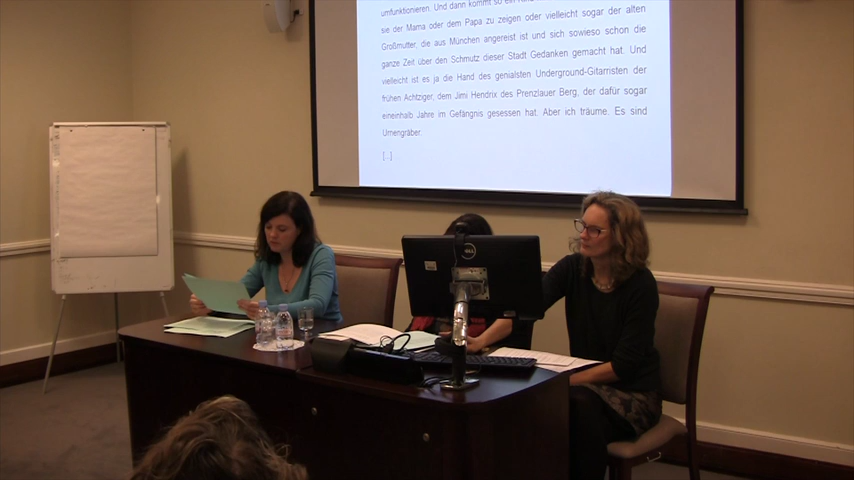 umfunktionieren. Und dann kommt so ein
sie der Mama oder dem Papa zu zeigen oder vielleicht sogar der alten
Großmutter, die aus München angereist ist und sich sowieso schon die
ganze Zeit über den Schmutz dieser Stadt Gedanken gemacht hat. Und
vielleicht ist es ja die Hand des genialsten Underground-Gitarristen der
frühen Achtziger, dem Jimi Hendrix des Prenzlauer Berg, der dafür sogar
eineinhalb Jahre im Gefängnis gesessen hat. Aber ich träume. Es sind
Urnengräber.
[...]
DELL